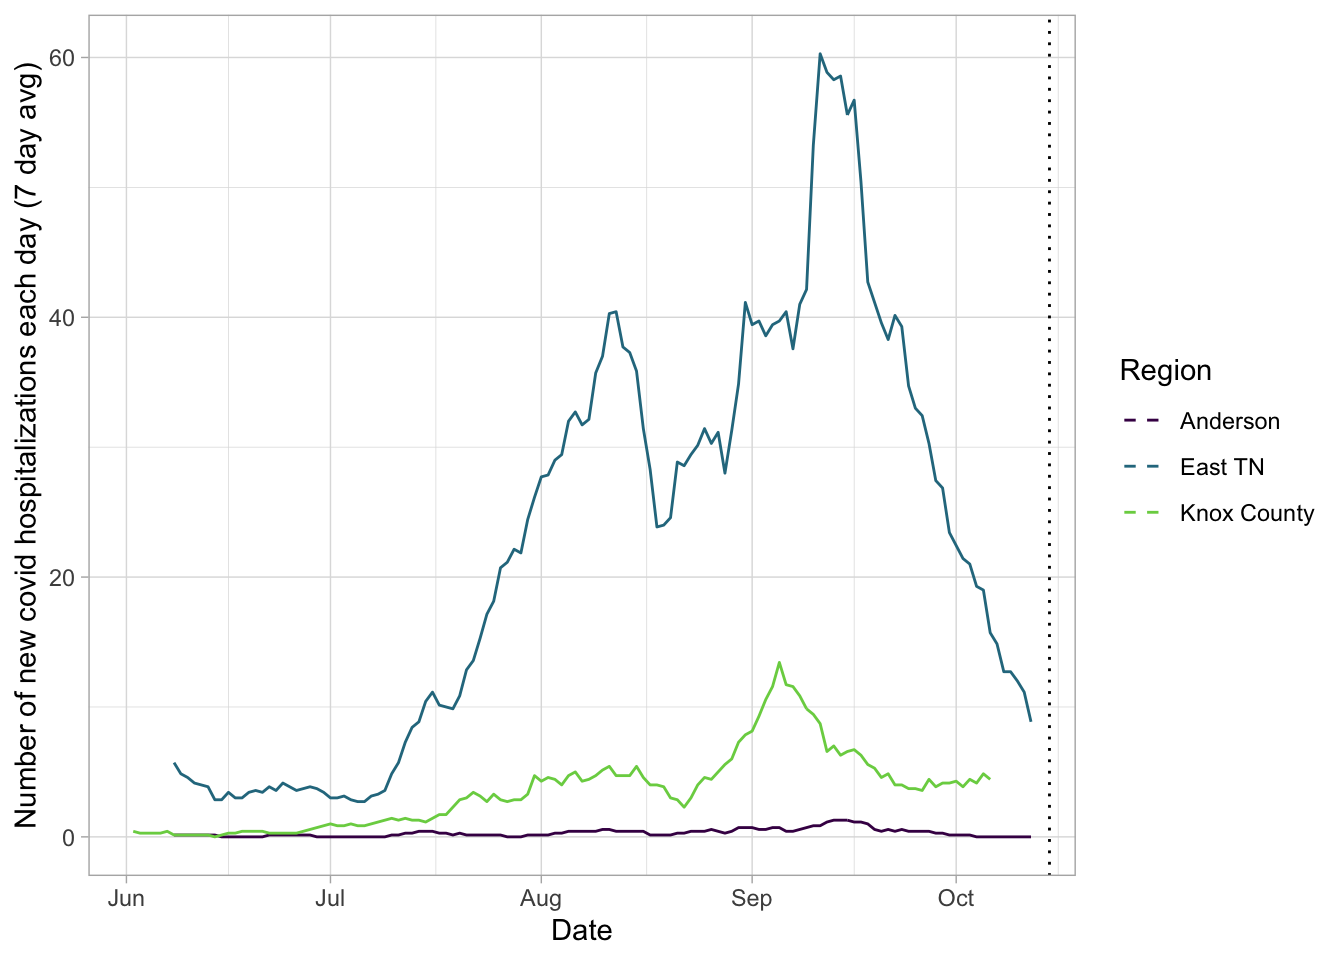 Number of new covid hospitalizations each day (7 day avg)
60
40
20
0
Jun
Jul
Aug
Sep
Oct
Date
Region
Anderson
East TN
Knox County